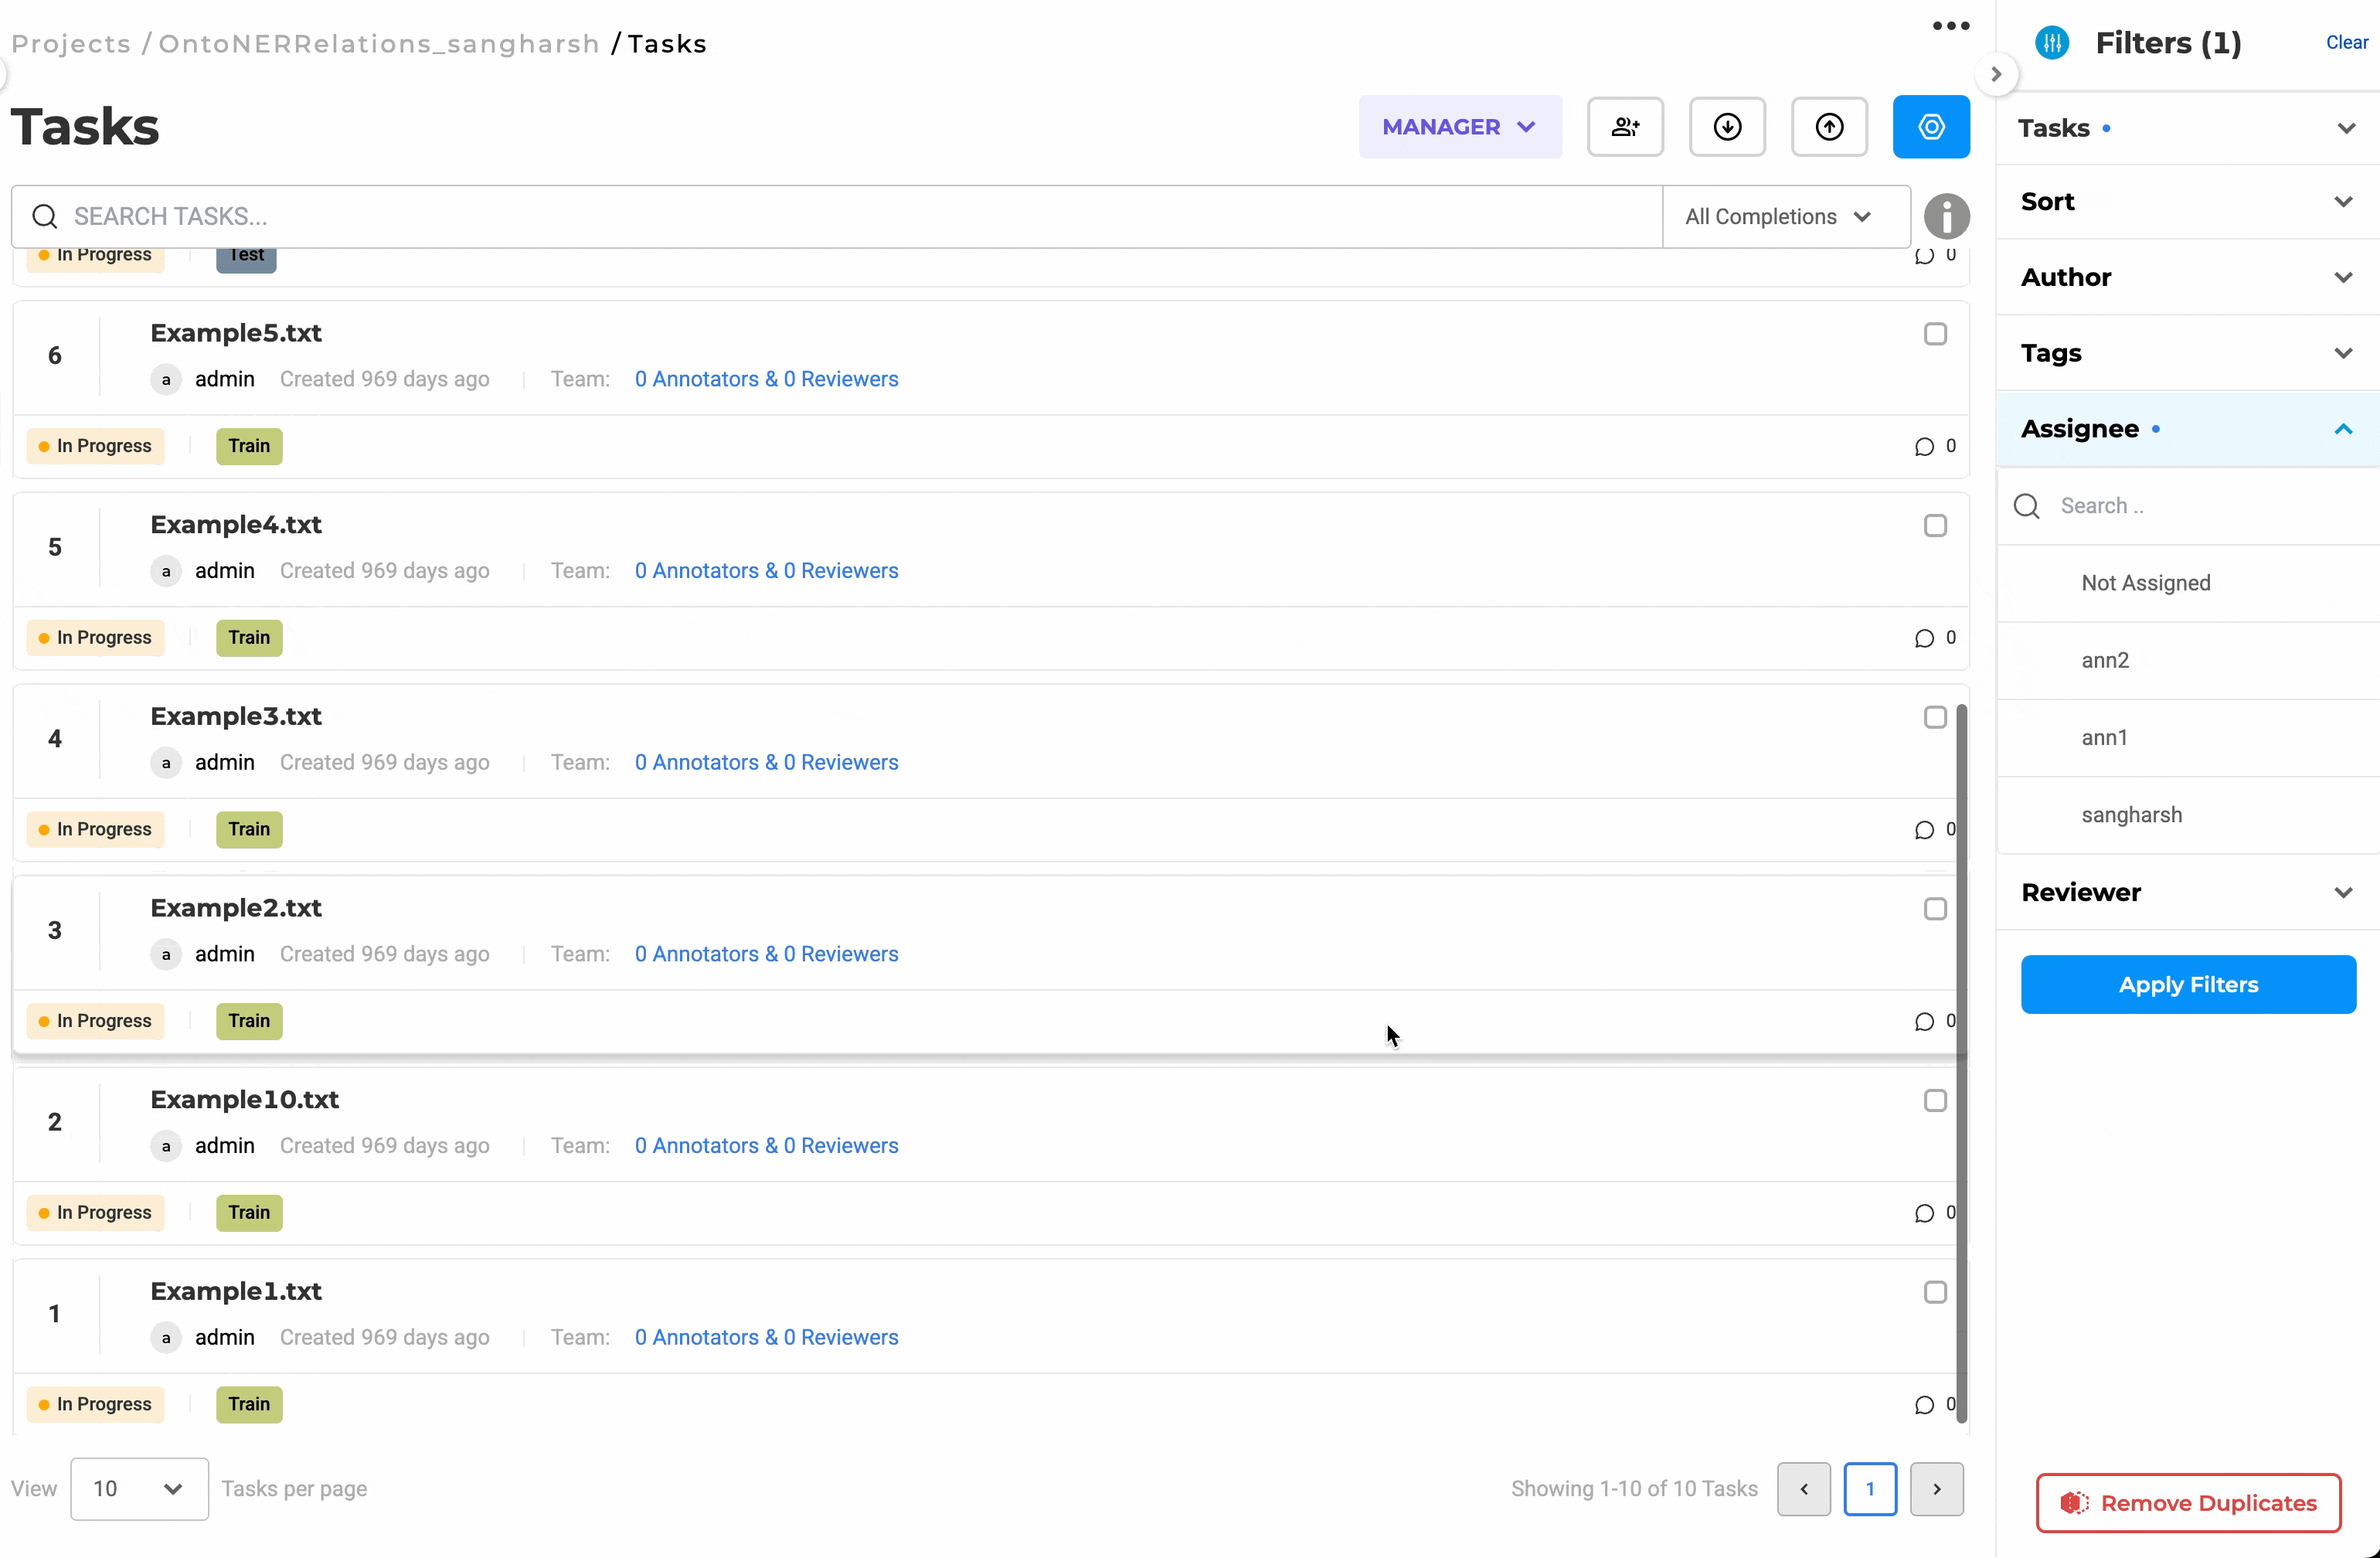 Projects / OntoNERRelations_sangharsh / Tasks
Tasks
MANAGER
SEARCH TASKS...
All Completions
In Progress
Test
0
6
Example5.txt
a admin Created 969 days ago Team: 0 Annotators & 0 Reviewers
In Progress Train 0
5
Example4.txt
a admin Created 969 days ago Team: 0 Annotators & 0 Reviewers
In Progress Train 0
4
Example3.txt
a admin Created 969 days ago Team: 0 Annotators & 0 Reviewers
In Progress Train 0
3
Example2.txt
a admin Created 969 days ago Team: 0 Annotators & 0 Reviewers
In Progress Train 0
2
Example10.txt
a admin Created 969 days ago Team: 0 Annotators & 0 Reviewers
In Progress Train 0
1
Example1.txt
a admin Created 969 days ago Team: 0 Annotators & 0 Reviewers
In Progress Train 0
View 10 Tasks per page
Showing 1-10 of 10 Tasks
1
Filters (1)
Clear
Tasks
Sort
Author
Tags
Assignee
Search ..
Not Assigned
ann2
ann1
sangharsh
Reviewer
Apply Filters
Remove Duplicates